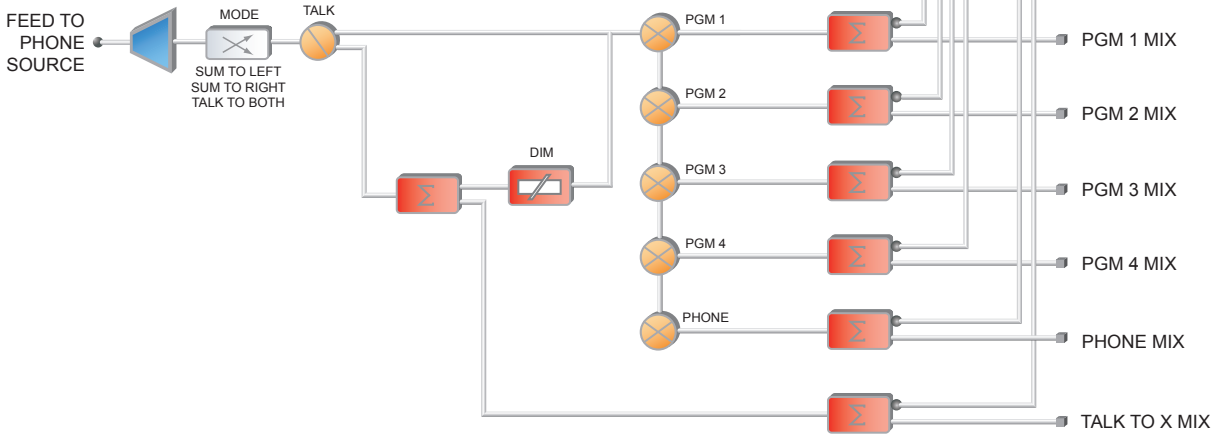 FEED TO
PHONE
SOURCE
MODE
SUM TO LEFT
SUM TO RIGHT
TALK TO BOTH
TALK
DIM
PGM 1
PGM 2
PGM 3
PGM 4
PHONE
Σ
Σ
Σ
Σ
Σ
Σ
Σ
PGM 1 MIX
PGM 2 MIX
PGM 3 MIX
PGM 4 MIX
PHONE MIX
TALK TO X MIX